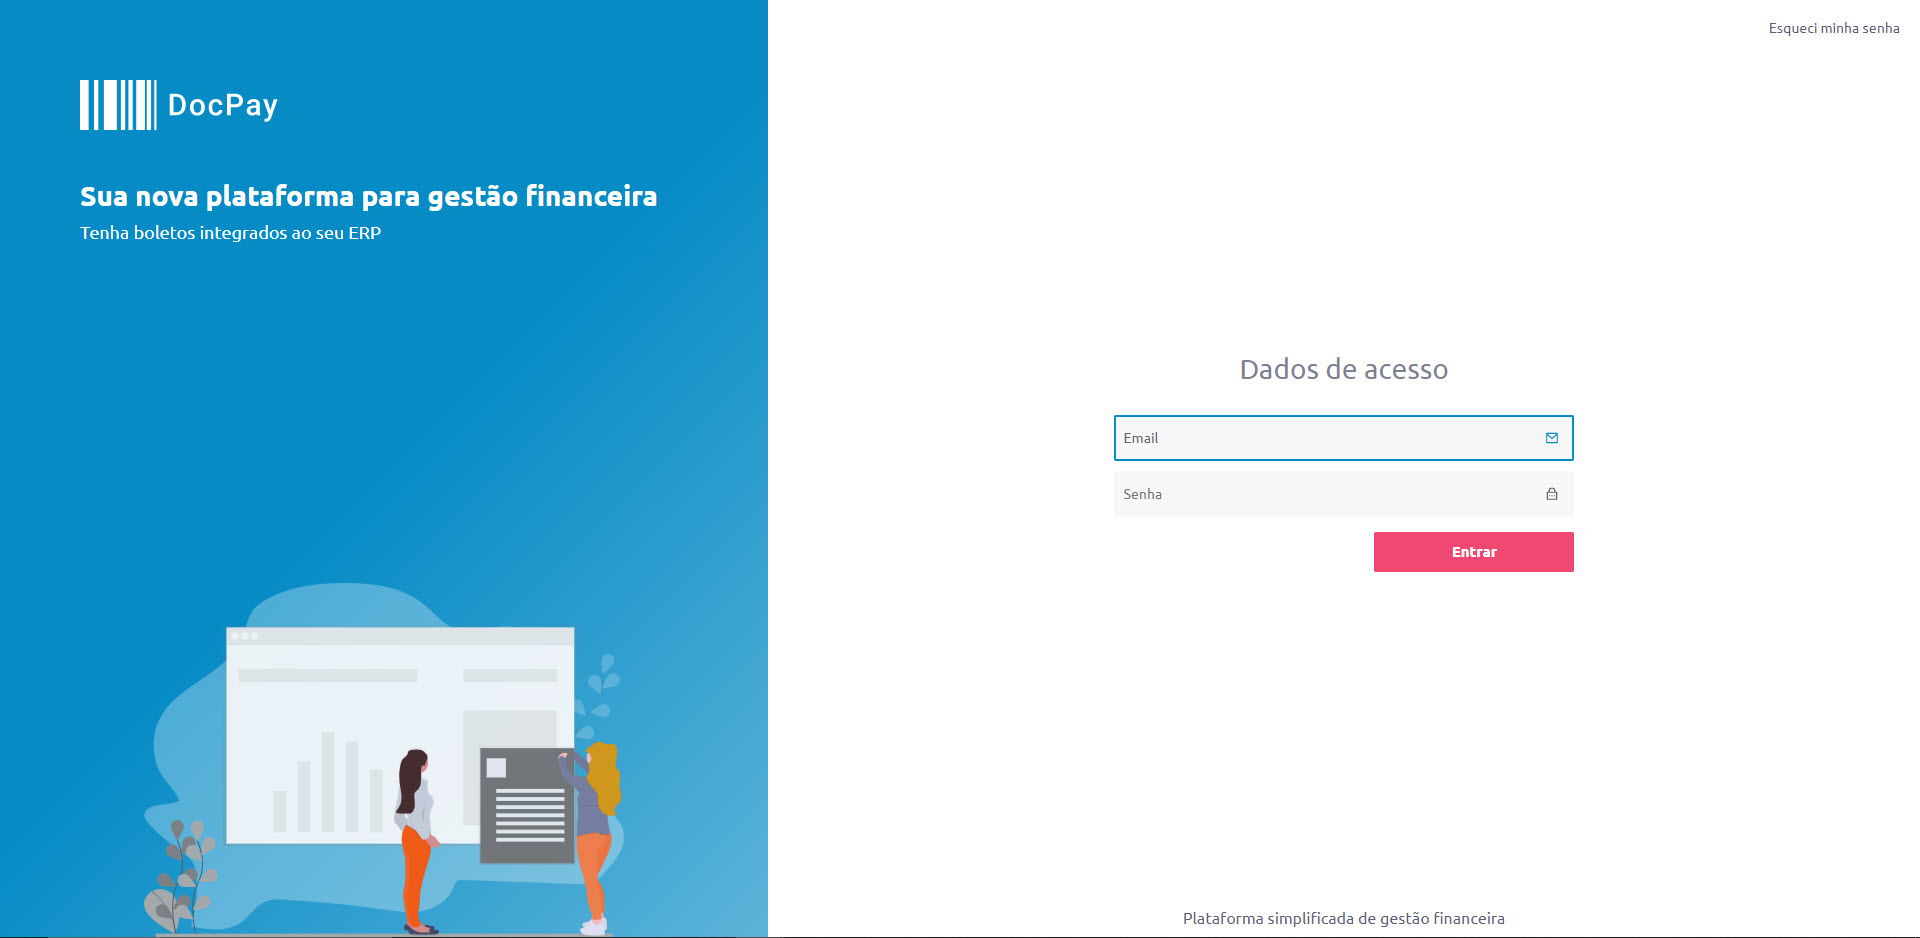 DocPay
Sua nova plataforma para gestão financeira
Tenha boletos integrados ao seu ERP
Esqueci minha senha
Dados de acesso
Email
Senha
Entrar
Plataforma simplificada de gestão financeira